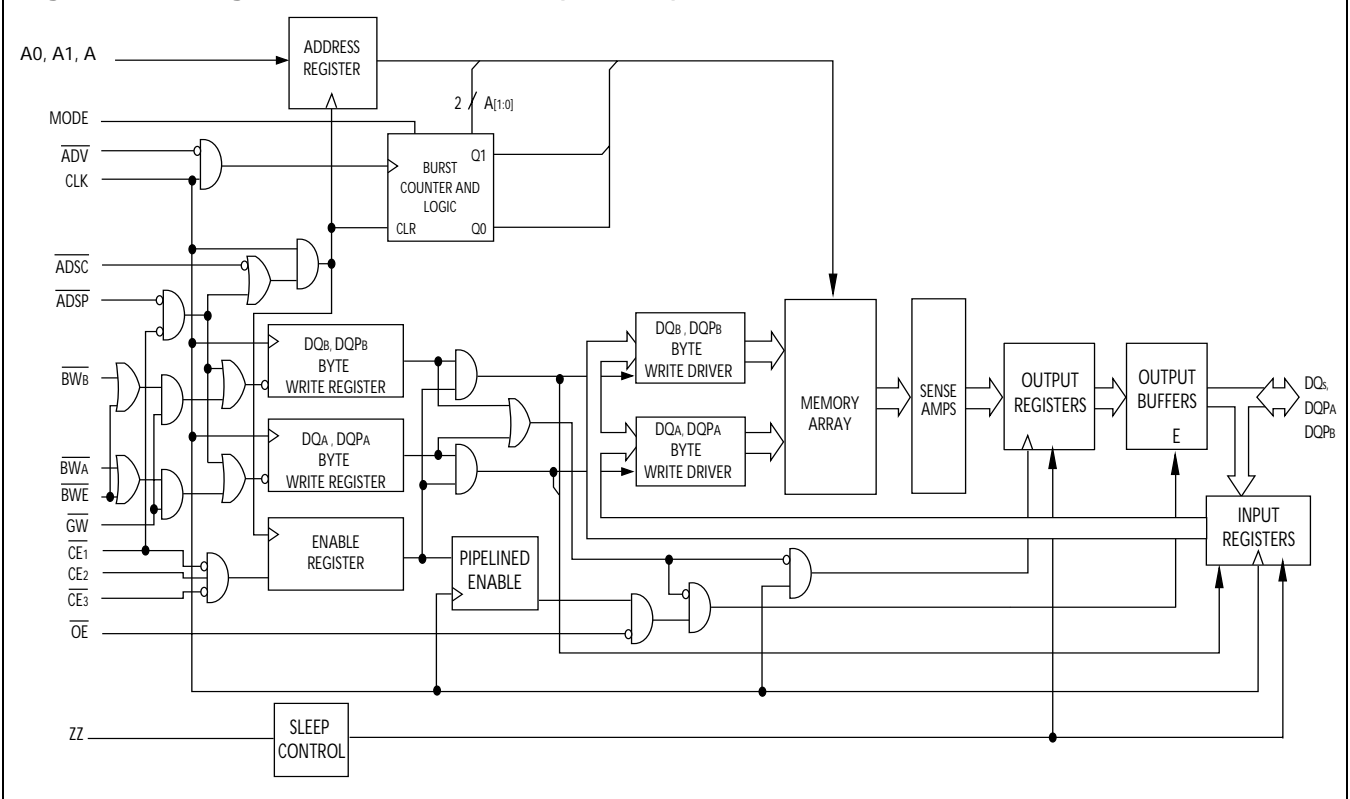 A0, A1, A
ADDRESS
REGISTER
2
A[1:0]
MODE
ADV
CLK
BURST
COUNTER AND
LOGIC
Q1
CLR
Q0
ADSC
ADSP
DQB, DQPB
BYTE
WRITE REGISTER
DQB, DQPB
BYTE
WRITE DRIVER
MEMORY
ARRAY
SENSE
AMPS
OUTPUT
REGISTERS
OUTPUT
BUFFERS
E
DQs,
DQPA
DQPB
BWB
DQA, DQPA
BYTE
WRITE REGISTER
DQA, DQPA
BYTE
WRITE DRIVER
BWA
BWE
GW
CE1
CE2
CE3
ENABLE
REGISTER
PIPELINED
ENABLE
INPUT
REGISTERS
OE
ZZ
SLEEP
CONTROL